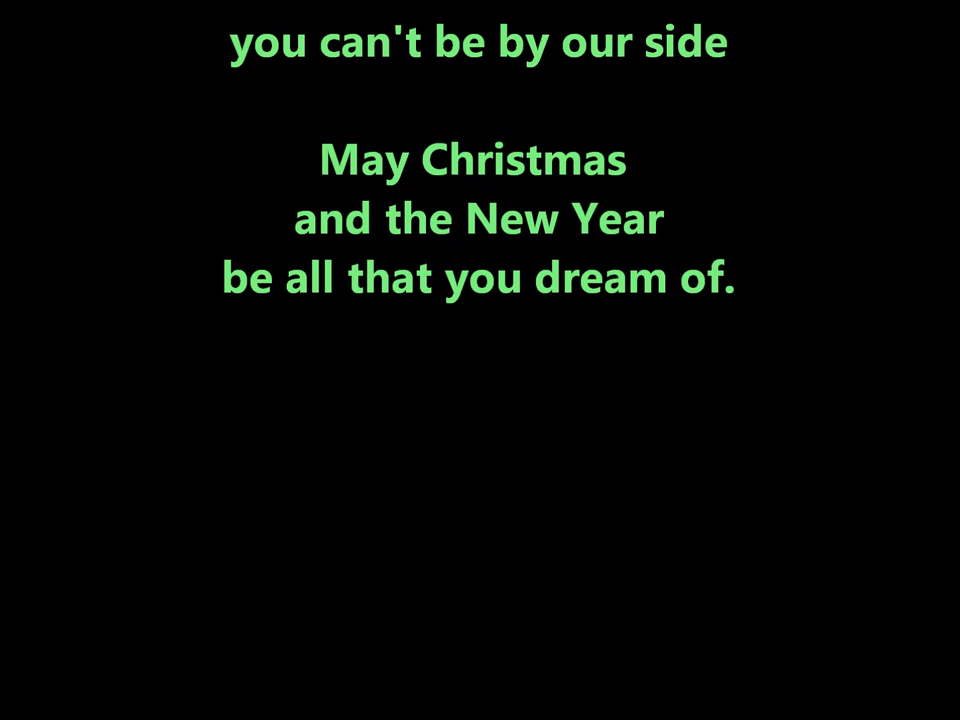 you can't be by our side
May Christmas
and the New Year
be all that you dream of.